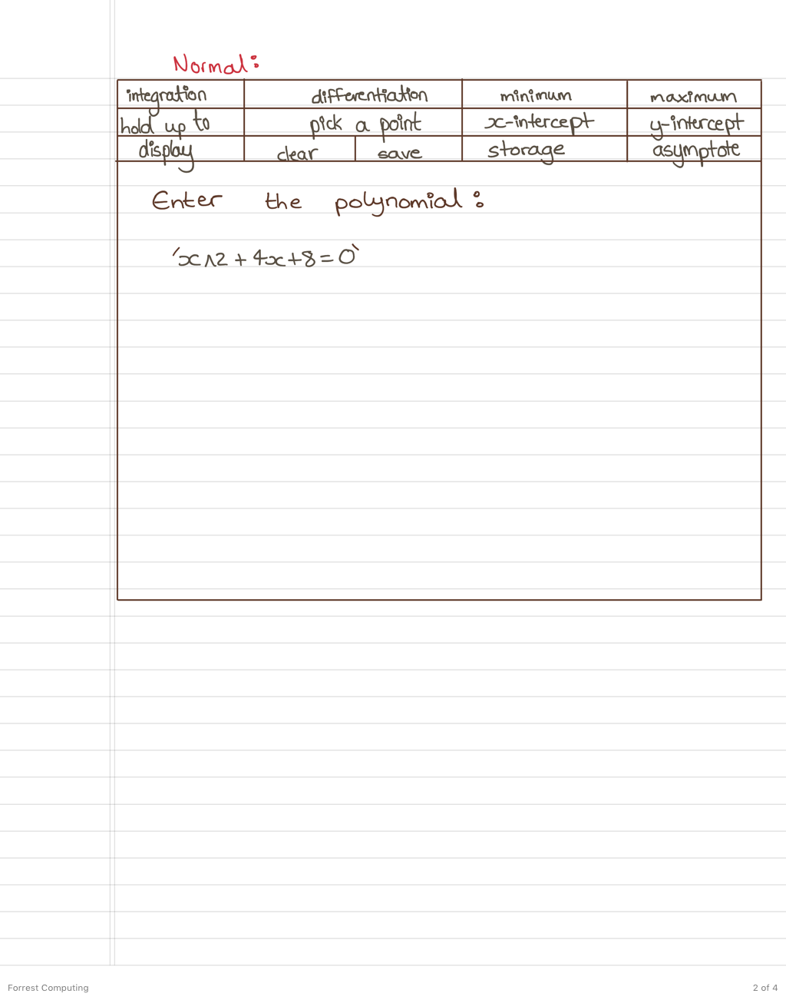 Normal:
integration differentiation minimum maximum
hold up to pick a point x-intercept y-intercept
display clear save storage asymptote
Enter the polynomial:
'x^2 + 4x+8=0`
Forrest Computing 2 of 4